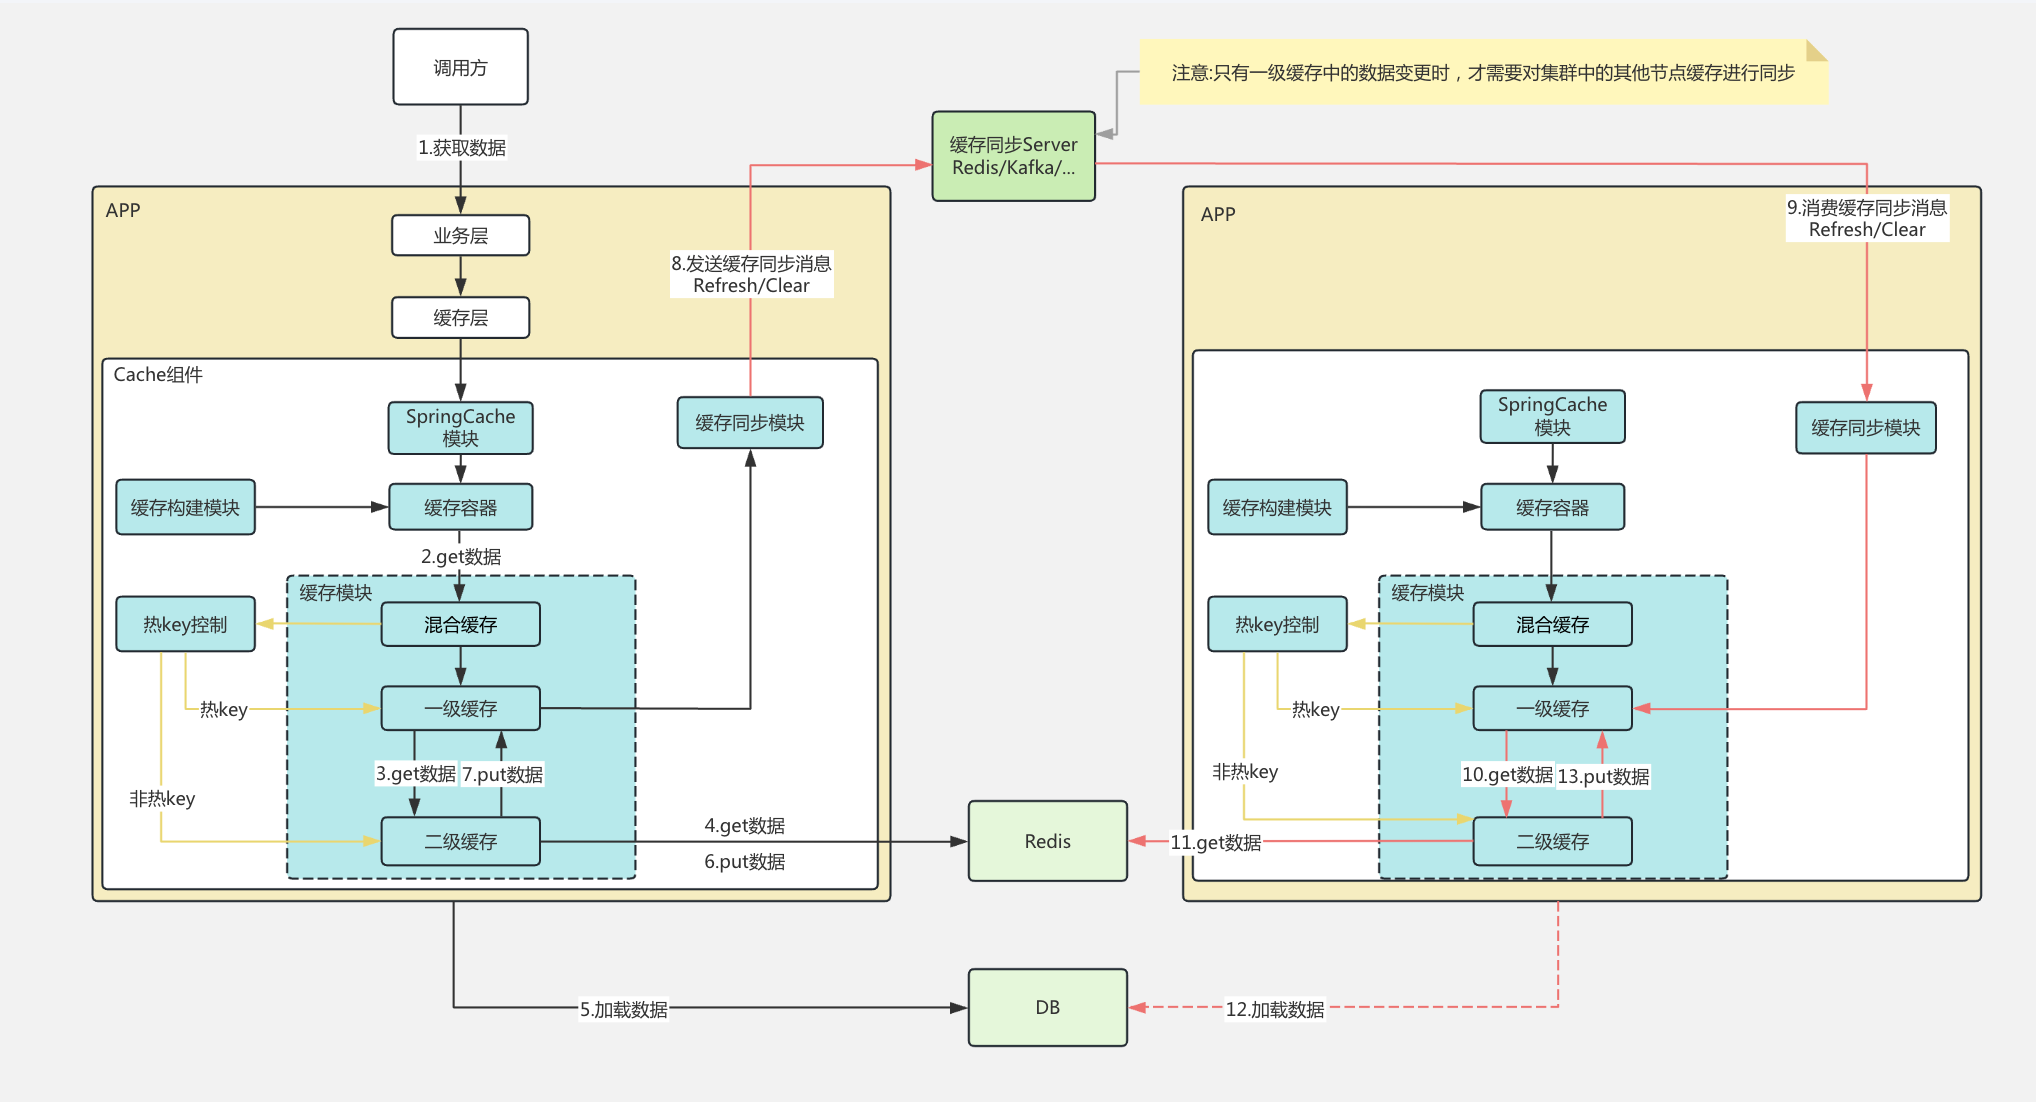 调用方
1.获取数据
注意:只有一级缓存中的数据变更时，才需要对集群中的其他节点缓存进行同步
缓存同步Server
Redis/Kafka/...
APP
业务层
缓存层
8.发送缓存同步消息
Refresh/Clear
Cache组件
SpringCache
模块
缓存同步模块
缓存构建模块
缓存容器
2.get数据
缓存模块
热key控制
混合缓存
热key
一级缓存
3.get数据
7.put数据
非热key
二级缓存
4.get数据
6.put数据
Redis
5.加载数据
DB
APP
9.消费缓存同步消息
Refresh/Clear
SpringCache
模块
缓存同步模块
缓存构建模块
缓存容器
缓存模块
热key控制
混合缓存
热key
一级缓存
非热key
10.get数据
13.put数据
11.get数据
二级缓存
12.加载数据